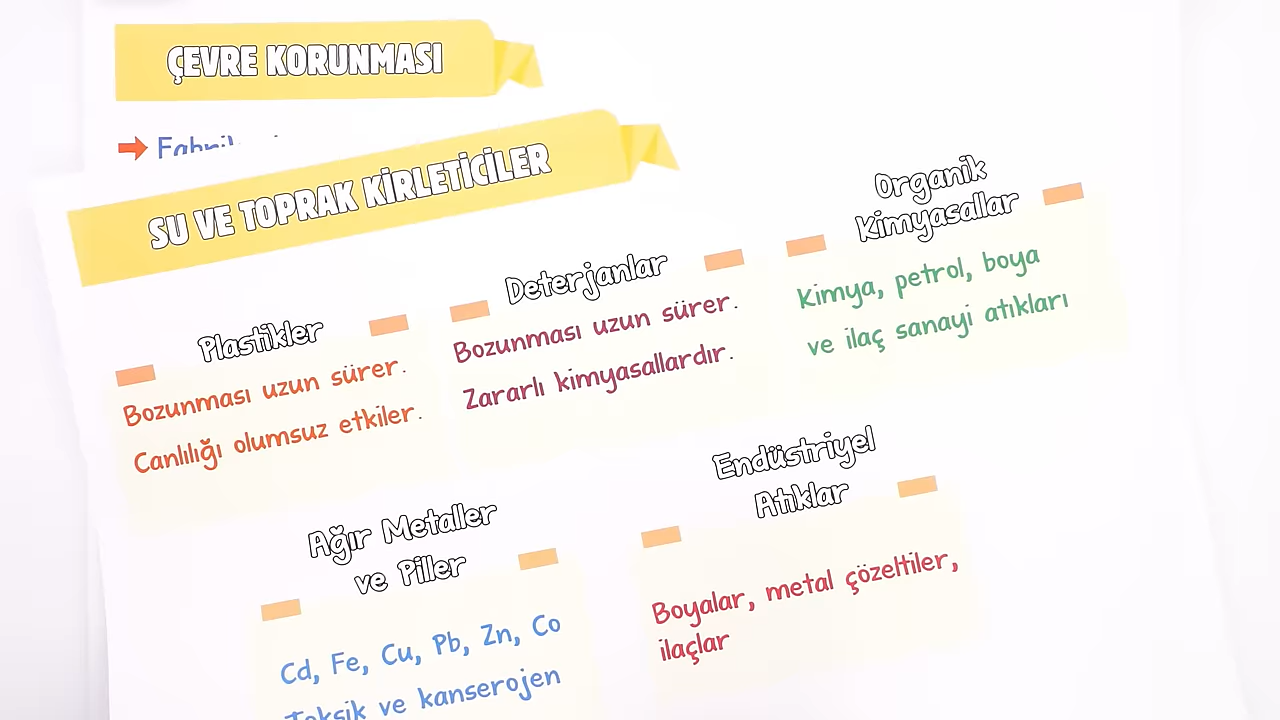 ÇEVRE KORUNMASI
SU VE TOPRAK KİRLETİCİLER
Plastikler
Bozunması uzun sürer.
Canlılığı olumsuz etkiler.
Deterjanlar
Bozunması uzun sürer.
Zararlı kimyasallardır.
Organik
Kimyasallar
Kimya, petrol, boya
ve ilaç sanayi atıkları
Ağır Metaller
ve Piller
Cd, Fe, Cu, Pb, Zn, Co
Toksik ve kanserojen
Endüstriyel
Atıklar
Boyalar, metal çözeltiler,
ilaçlar